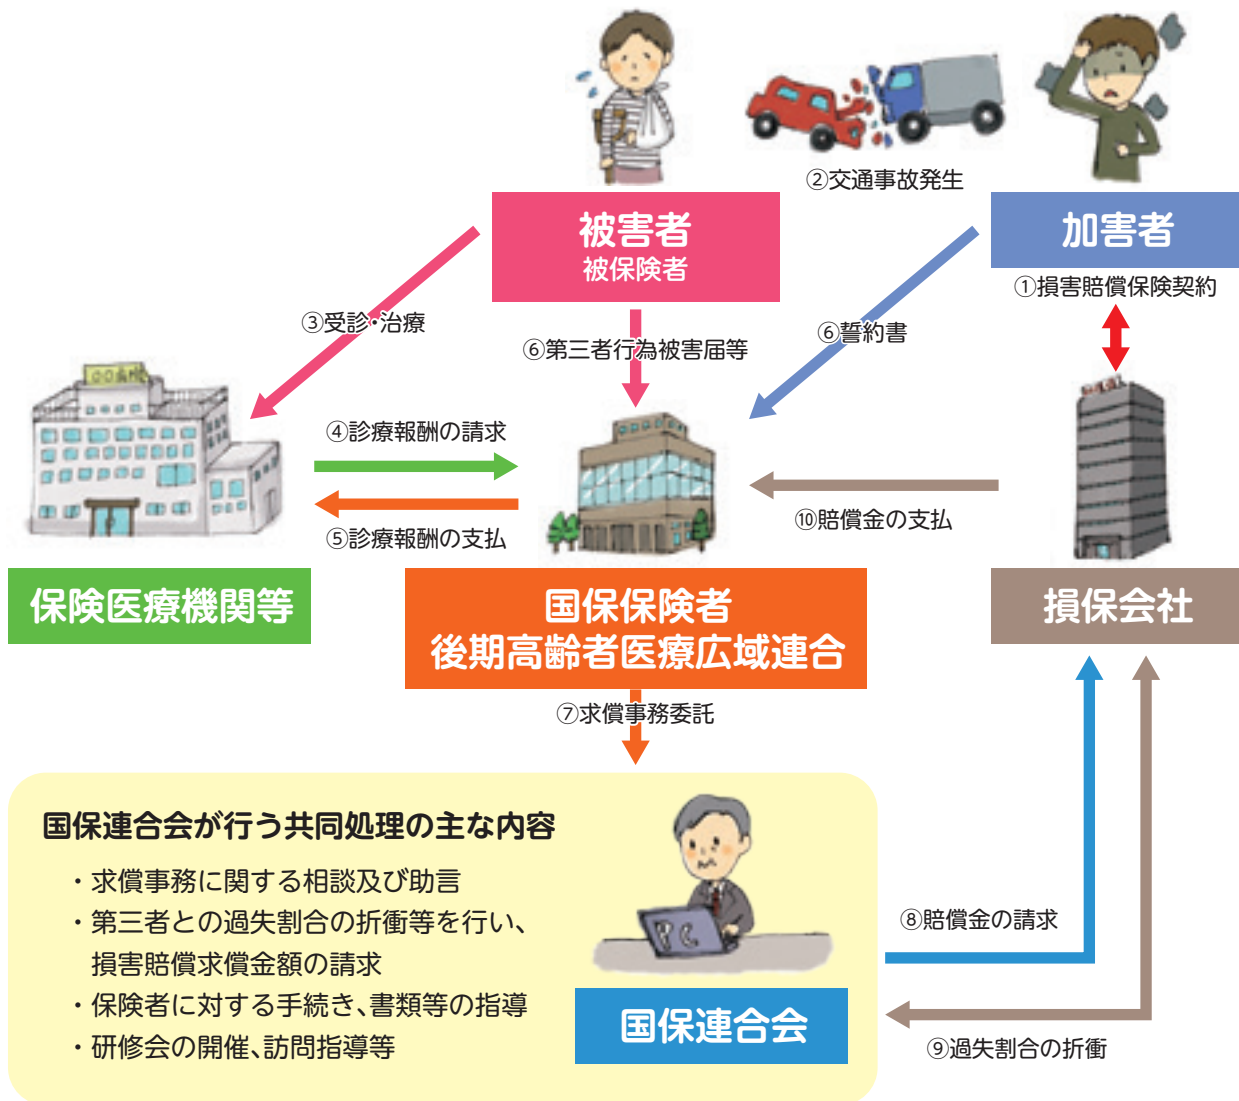 ②交通事故発生
被害者
被保険者
加害者
①損害賠償保険契約
③受診・治療
⑥第三者行為被害届等
⑥誓約書
④診療報酬の請求
⑤診療報酬の支払
⑩賠償金の支払
保険医療機関等
国保保険者
後期高齢者医療広域連合
損保会社
⑦求償事務委託
国保連合会が行う共同処理の主な内容
・求償事務に関する相談及び助言
・第三者との過失割合の折衝等を行い、
損害賠償求償金額の請求
・保険者に対する手続き、書類等の指導
・研修会の開催、訪問指導等
PC
国保連合会
⑧賠償金の請求
⑨過失割合の折衝